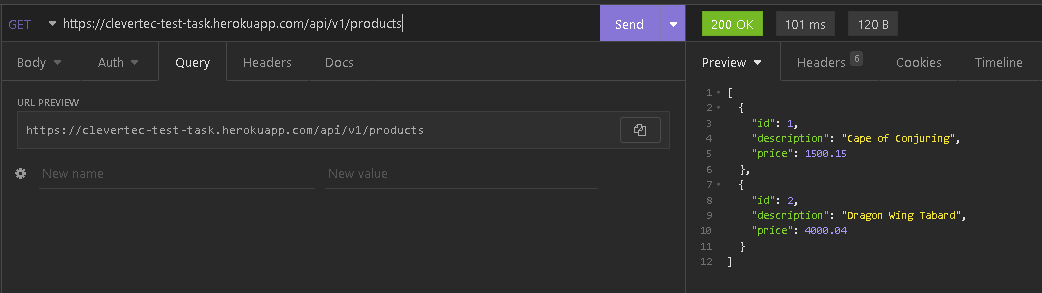 GET https://clevertec-test-task.herokuapp.com/api/v1/products Send 200 OK 101 ms 120 B
Body Auth Query Headers Docs Preview Headers 6 Cookies Timeline
URL PREVIEW
https://clevertec-test-task.herokuapp.com/api/v1/products
New name New value
1 [
2 {
3 "id": 1,
4 "description": "Cape of Conjuring",
5 "price": 1500.15
6 },
7 {
8 "id": 2,
9 "description": "Dragon Wing Tabard",
10 "price": 4000.04
11 }
12 ]